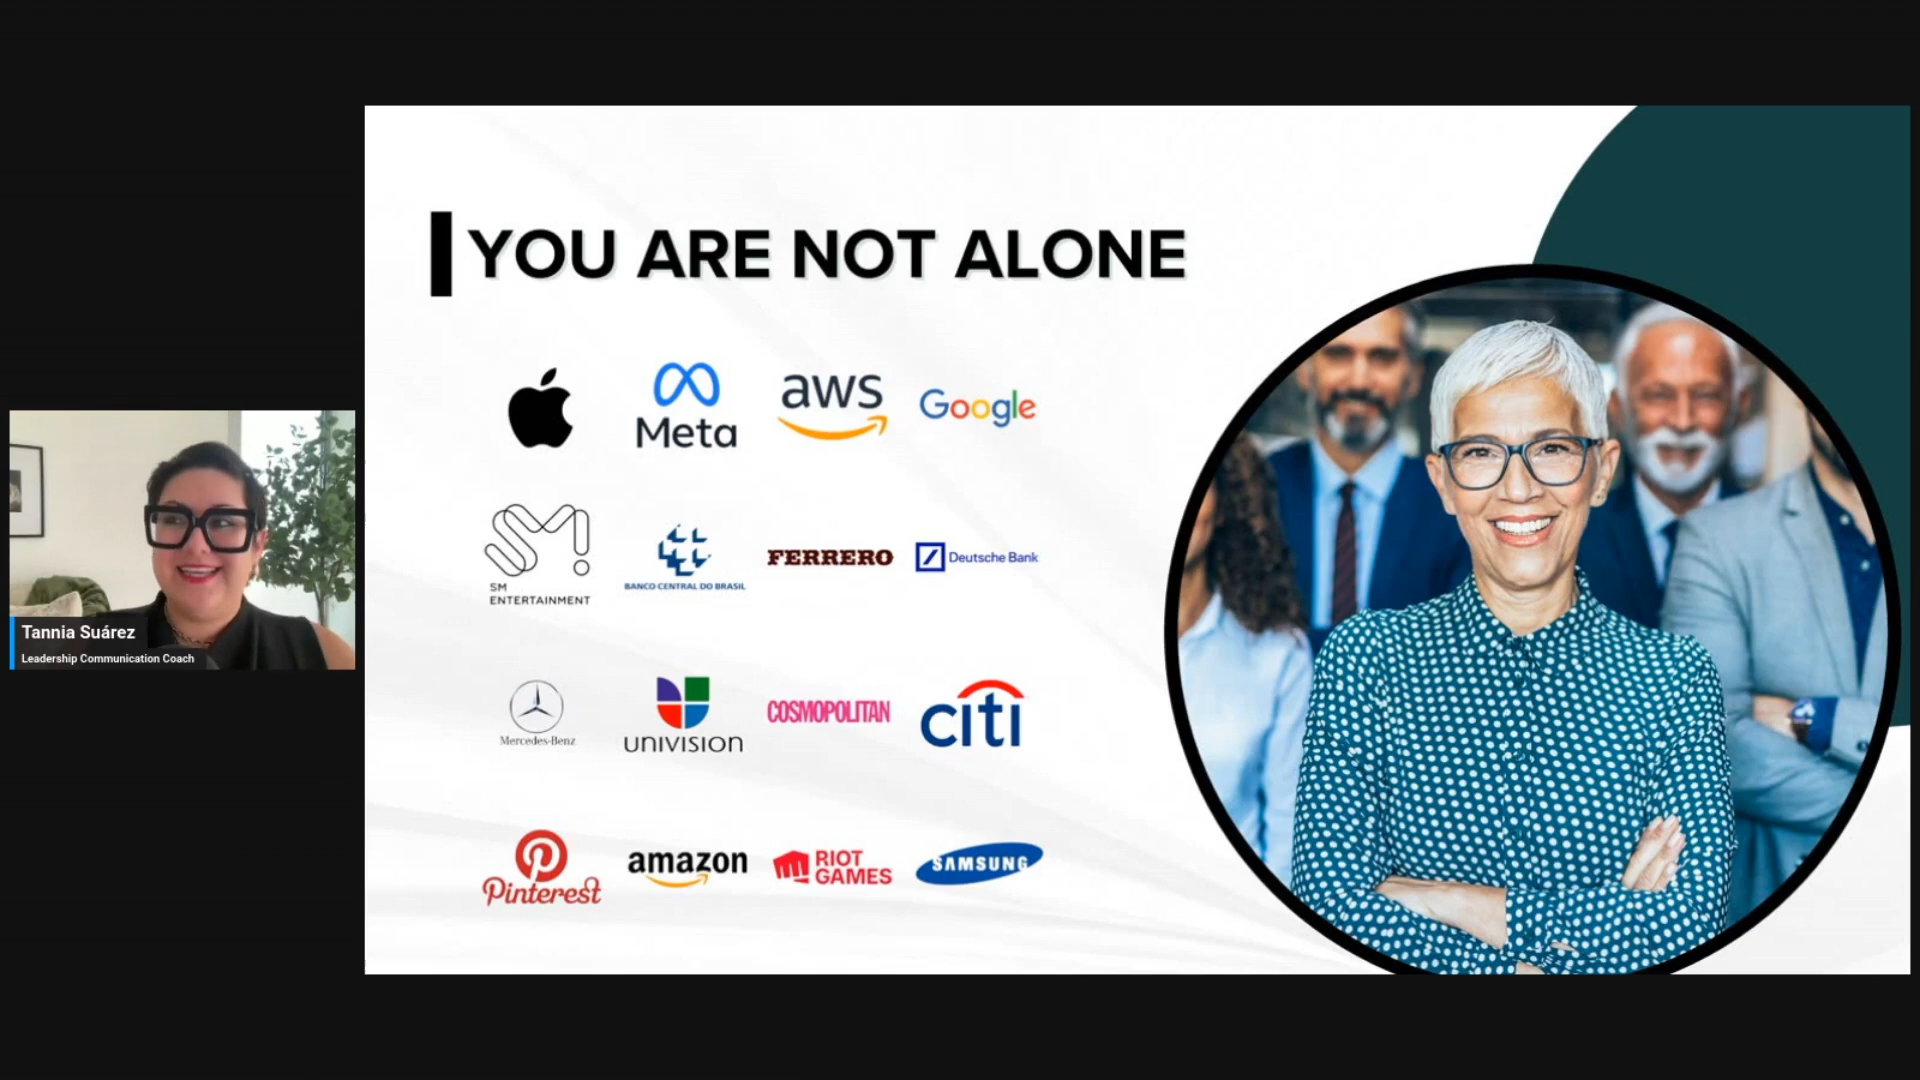 YOU ARE NOT ALONE
Meta
aws
Google
SM
ENTERTAINMENT
BANCO CENTRAL DO BRASIL
FERRERO
Deutsche Bank
Mercedes-Benz
UNIVISION
COSMOPOLITAN
citi
Pinterest
amazon
RIOT
GAMES
SAMSUNG
Tannia Suárez
Leadership Communication Coach